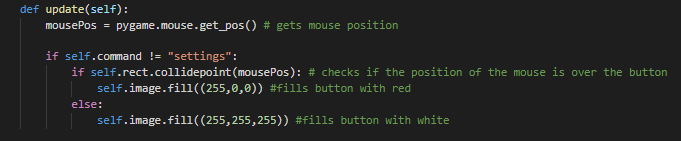 def update(self):
mousePos = pygame.mouse.get_pos() # gets mouse position
if self.command != "settings":
if self.rect.collidepoint(mousePos): # checks if the position of the mouse is over the button
self.image.fill((255,0,0)) #fills button with red
else:
self.image.fill((255,255,255)) #fills button with white